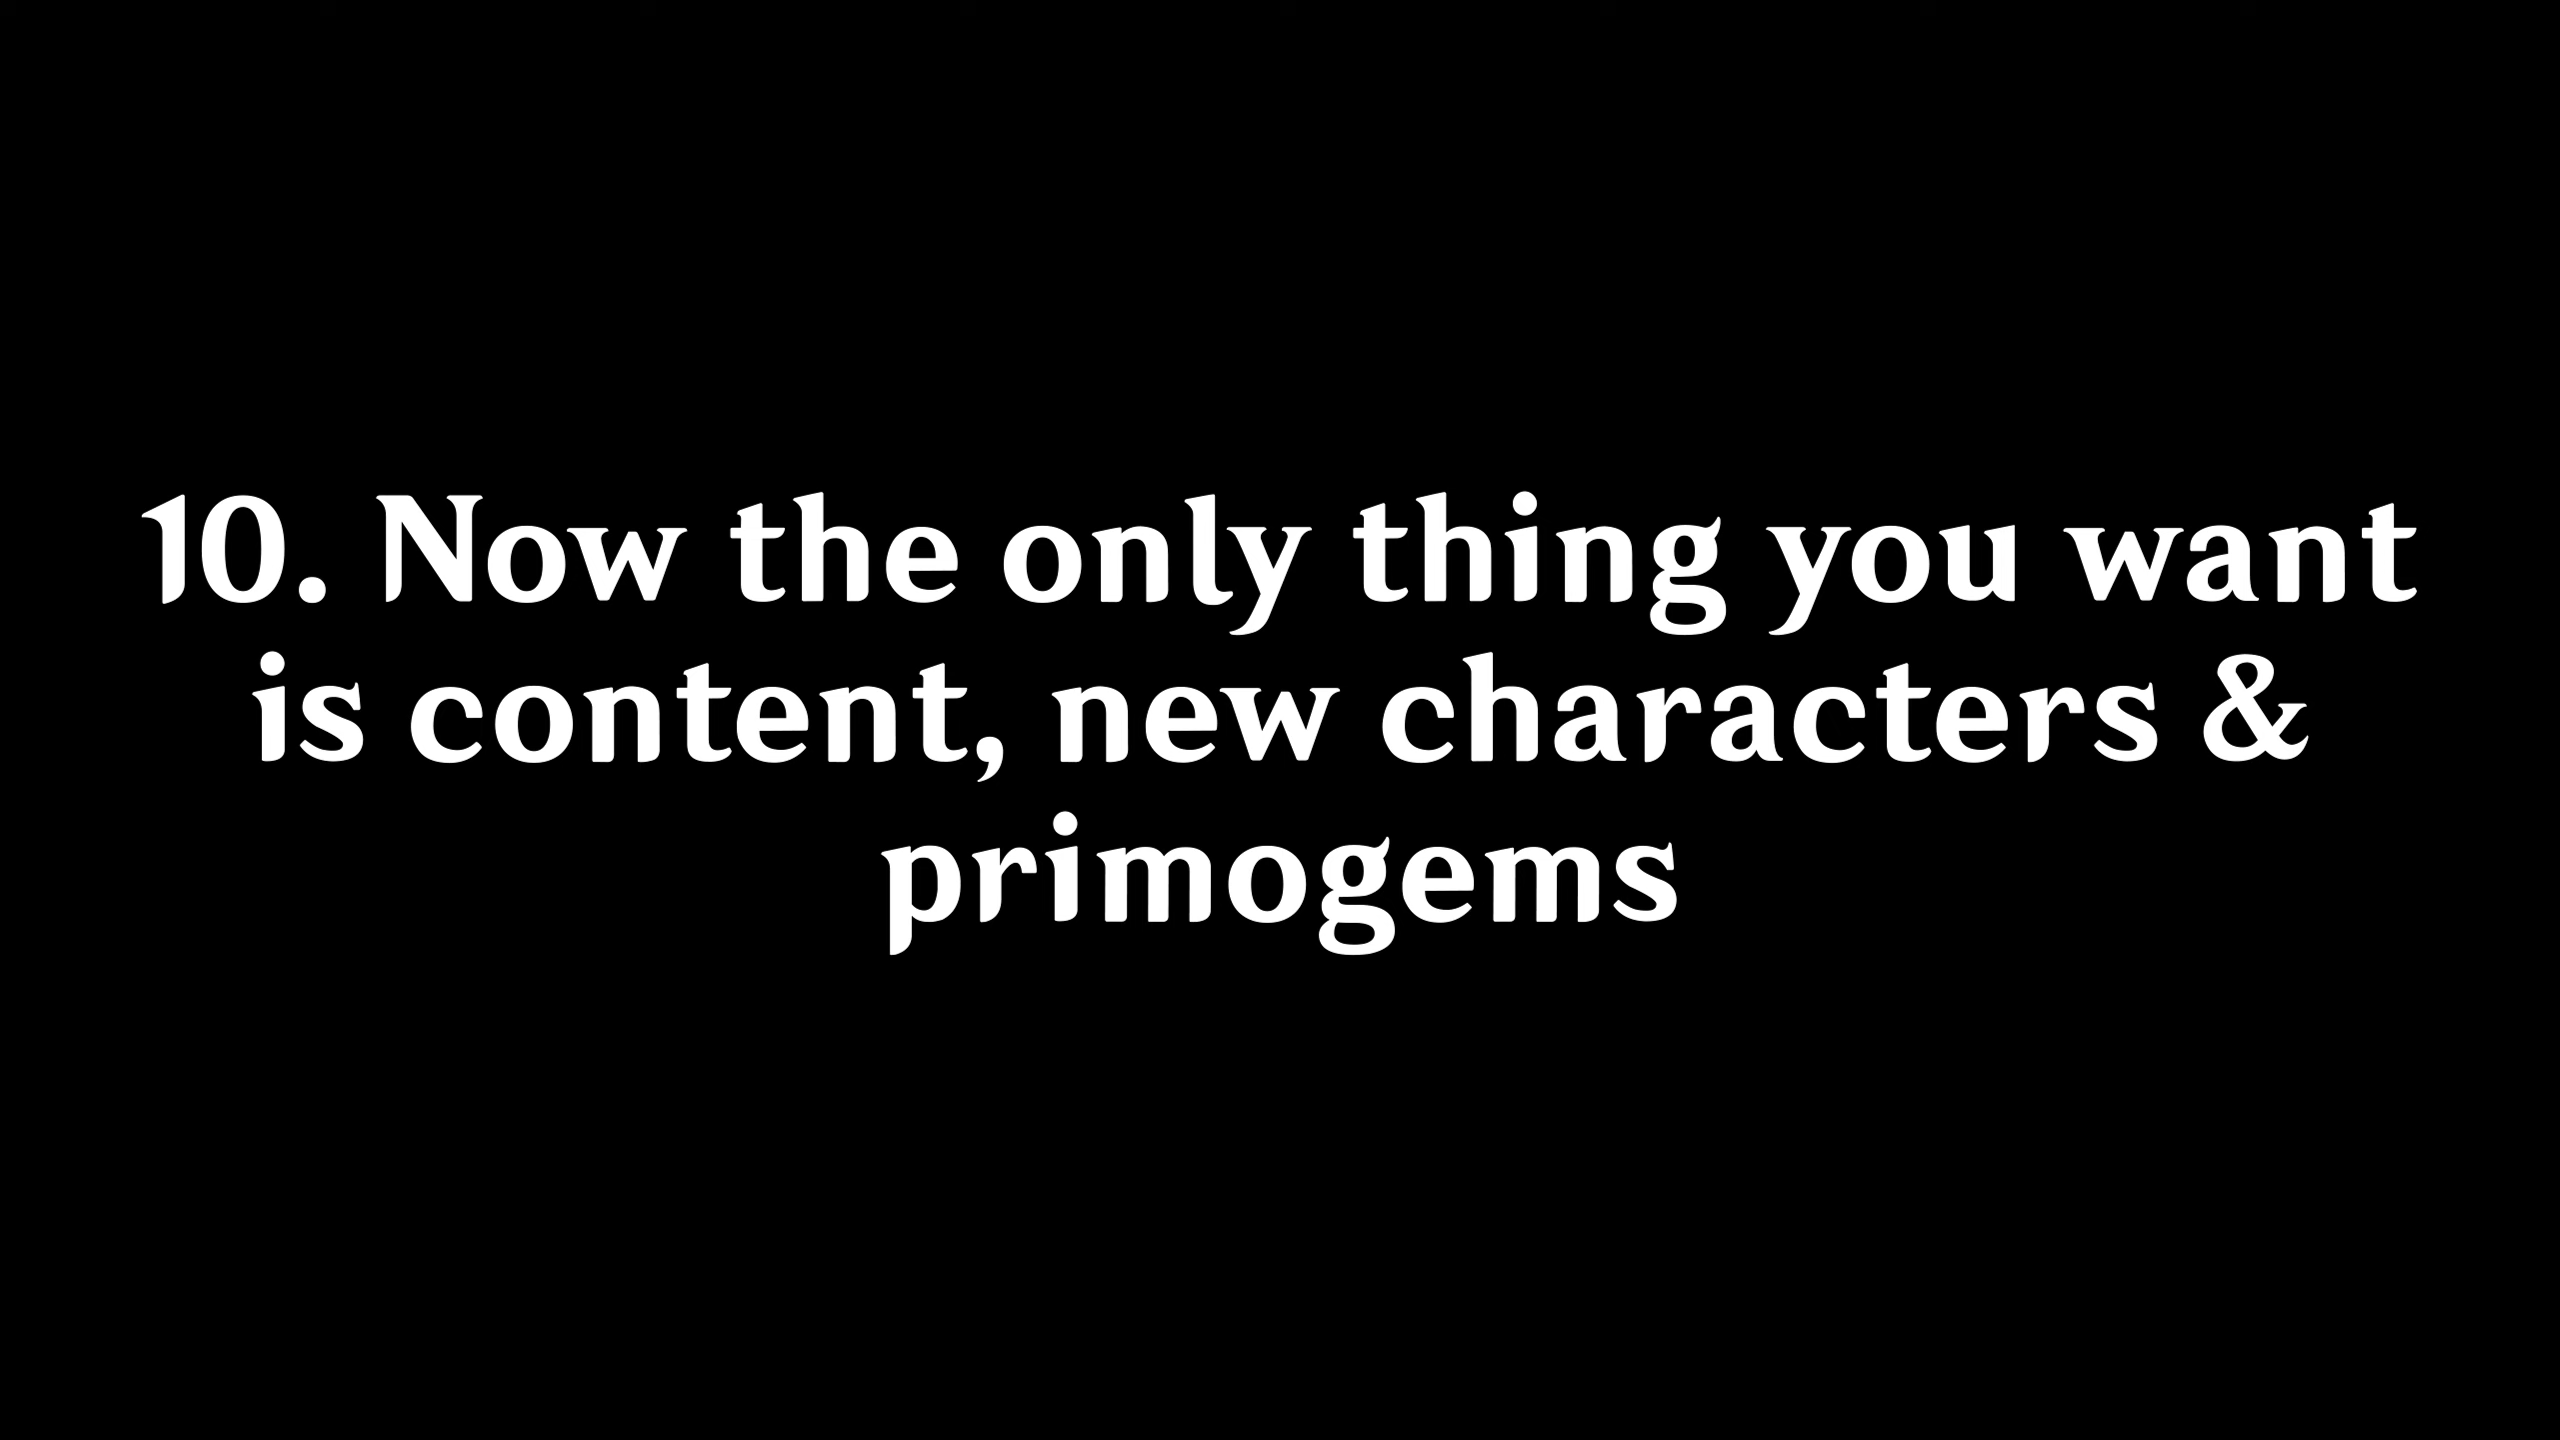 10. Now the only thing you want
is content, new characters &
primogems